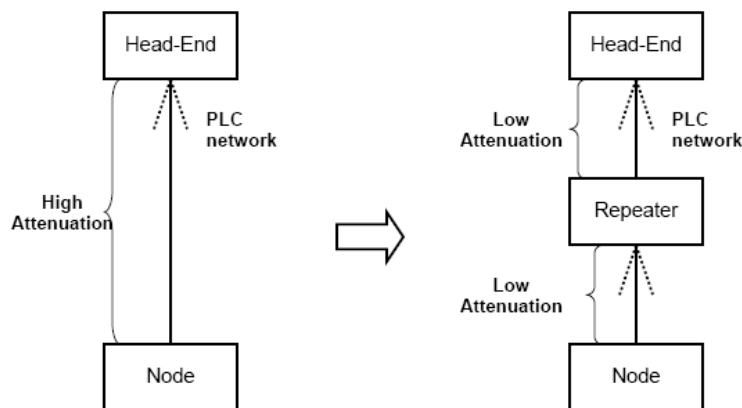 Head-End
PLC
network
High
Attenuation
Node
Head-End
Low
Attenuation
PLC
network
Repeater
Low
Attenuation
Node